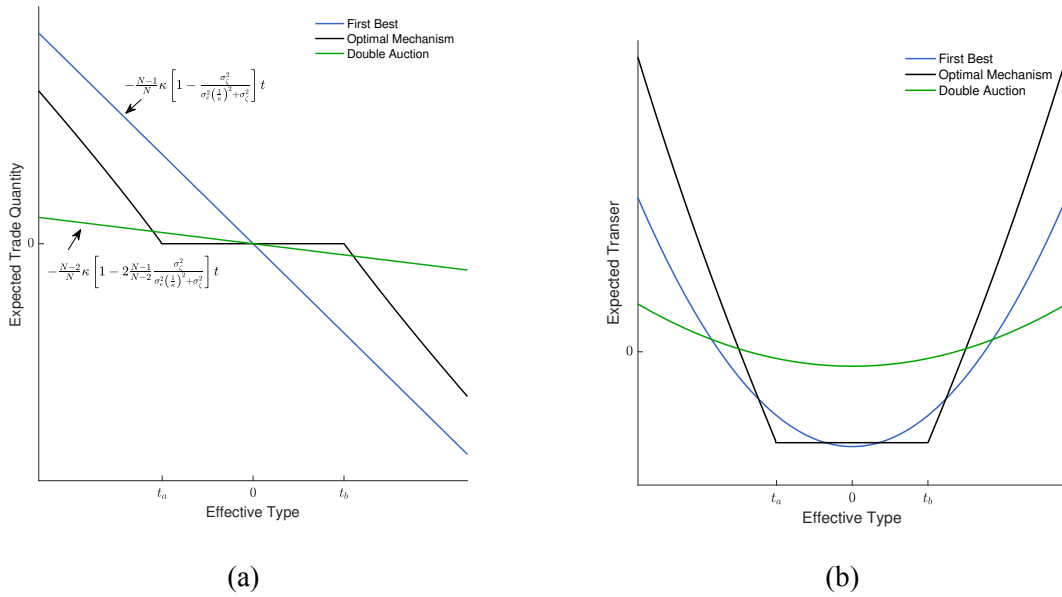 First Best
Optimal Mechanism
Double Auction
$-\frac{N-1}{N}\kappa\left[1-\frac{\sigma_{\zeta}^{2}}{\sigma_{\epsilon}^{2}\left(\frac{1}{\kappa}\right)^{2}+\sigma_{\zeta}^{2}}\right]t$
Expected Trade Quantity
0
$-\frac{N-2}{N}\kappa\left[1-2\frac{N-1}{N-2}\frac{\sigma_{\zeta}^{2}}{\sigma_{\epsilon}^{2}\left(\frac{1}{\kappa}\right)^{2}+\sigma_{\zeta}^{2}}\right]t$
$t_a$ 0 $t_b$
Effective Type
(a)
First Best
Optimal Mechanism
Double Auction
Expected Transer
0
$t_a$ 0 $t_b$
Effective Type
(b)